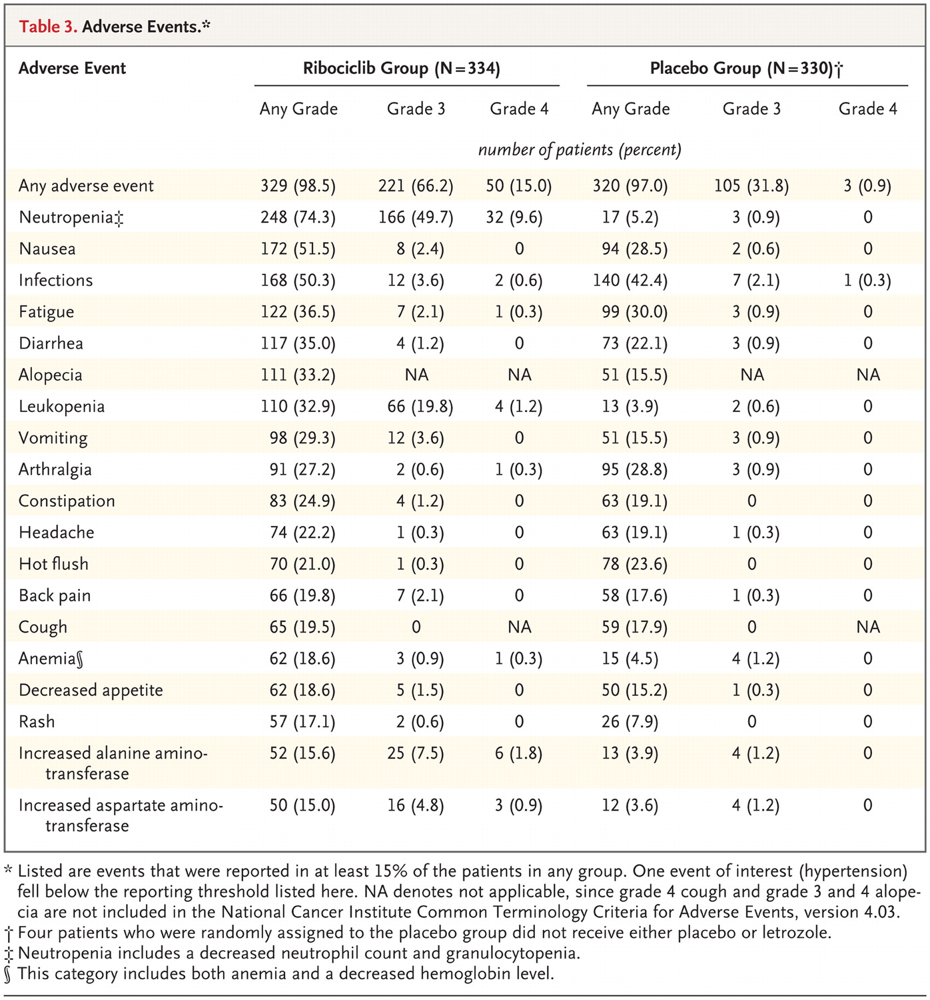 Table 3. Adverse Events.*
Adverse Event Ribociclib Group (N=334) Placebo Group (N=330)†
Any Grade Grade 3 Grade 4 Any Grade Grade 3 Grade 4
number of patients (percent)
Any adverse event 329 (98.5) 221 (66.2) 50 (15.0) 320 (97.0) 105 (31.8) 3 (0.9)
Neutropenia‡ 248 (74.3) 166 (49.7) 32 (9.6) 17 (5.2) 3 (0.9) 0
Nausea 172 (51.5) 8 (2.4) 0 94 (28.5) 2 (0.6) 0
Infections 168 (50.3) 12 (3.6) 2 (0.6) 140 (42.4) 7 (2.1) 1 (0.3)
Fatigue 122 (36.5) 7 (2.1) 1 (0.3) 99 (30.0) 3 (0.9) 0
Diarrhea 117 (35.0) 4 (1.2) 0 73 (22.1) 3 (0.9) 0
Alopecia 111 (33.2) NA NA 51 (15.5) NA NA
Leukopenia 110 (32.9) 66 (19.8) 4 (1.2) 13 (3.9) 2 (0.6) 0
Vomiting 98 (29.3) 12 (3.6) 0 51 (15.5) 3 (0.9) 0
Arthralgia 91 (27.2) 2 (0.6) 1 (0.3) 95 (28.8) 3 (0.9) 0
Constipation 83 (24.9) 4 (1.2) 0 63 (19.1) 0 0
Headache 74 (22.2) 1 (0.3) 0 63 (19.1) 1 (0.3) 0
Hot flush 70 (21.0) 1 (0.3) 0 78 (23.6) 0 0
Back pain 66 (19.8) 7 (2.1) 0 58 (17.6) 1 (0.3) 0
Cough 65 (19.5) 0 NA 59 (17.9) 0 NA
Anemia§ 62 (18.6) 3 (0.9) 1 (0.3) 15 (4.5) 4 (1.2) 0
Decreased appetite 62 (18.6) 5 (1.5) 0 50 (15.2) 1 (0.3) 0
Rash 57 (17.1) 2 (0.6) 0 26 (7.9) 0 0
Increased alanine amino- 52 (15.6) 25 (7.5) 6 (1.8) 13 (3.9) 4 (1.2) 0
transferase
Increased aspartate amino- 50 (15.0) 16 (4.8) 3 (0.9) 12 (3.6) 4 (1.2) 0
transferase
* Listed are events that were reported in at least 15% of the patients in any group. One event of interest (hypertension)
fell below the reporting threshold listed here. NA denotes not applicable, since grade 4 cough and grade 3 and 4 alope-
cia are not included in the National Cancer Institute Common Terminology Criteria for Adverse Events, version 4.03.
† Four patients who were randomly assigned to the placebo group did not receive either placebo or letrozole.
‡ Neutropenia includes a decreased neutrophil count and granulocytopenia.
§ This category includes both anemia and a decreased hemoglobin level.